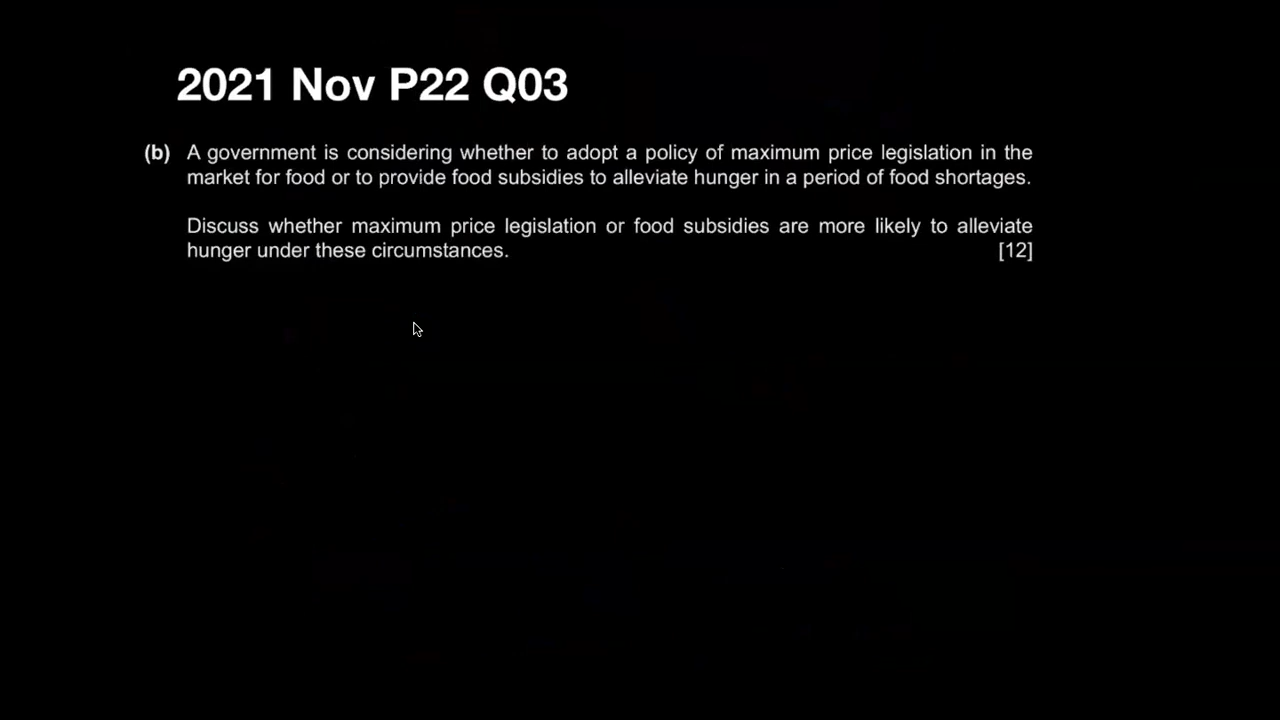 2021 Nov P22 Q03
(b) A government is considering whether to adopt a policy of maximum price legislation in the
market for food or to provide food subsidies to alleviate hunger in a period of food shortages.
Discuss whether maximum price legislation or food subsidies are more likely to alleviate
hunger under these circumstances. [12]